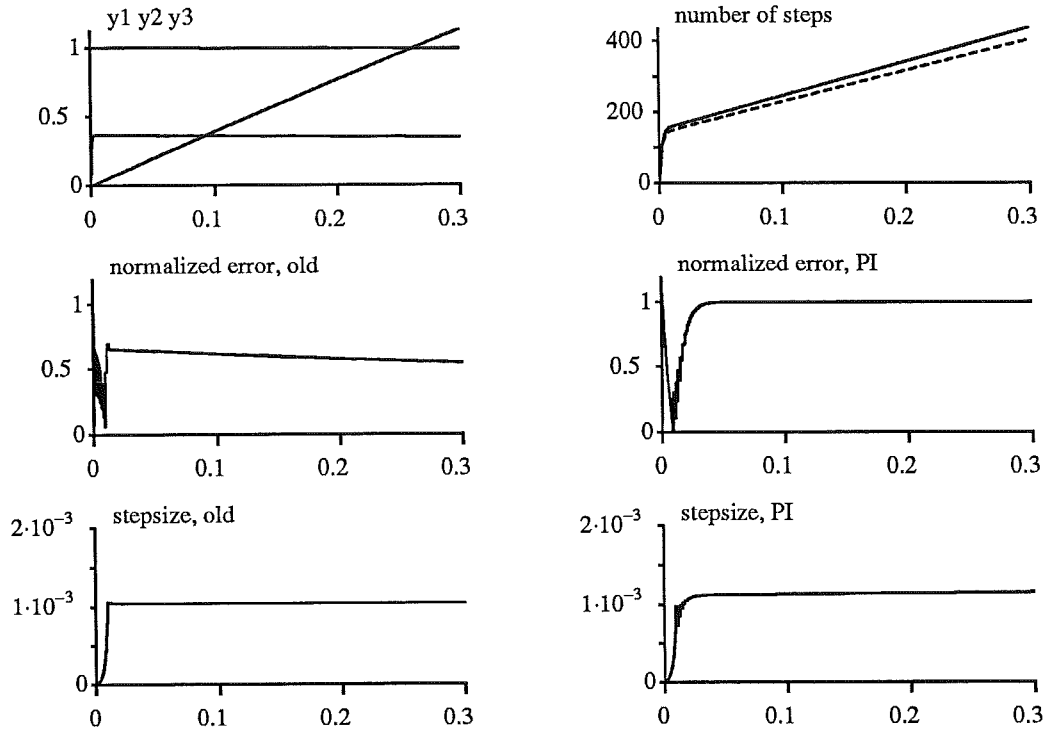 y1 y2 y3
1
0.5
0
0 0.1 0.2 0.3
number of steps
400
200
0
0 0.1 0.2 0.3
normalized error, old
1
0.5
0
0 0.1 0.2 0.3
normalized error, PI
1
0.5
0
0 0.1 0.2 0.3
stepsize, old
2·10⁻³
1·10⁻³
0
0 0.1 0.2 0.3
stepsize, PI
2·10⁻³
1·10⁻³
0
0 0.1 0.2 0.3